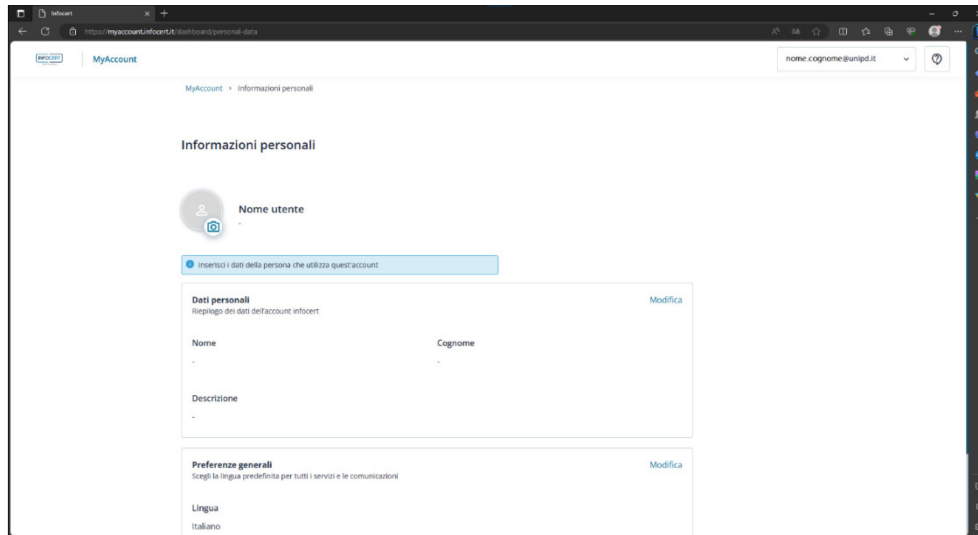 Infocert
https://myaccount.infocert.it/dashboard/personal-data
INFOCERT
MyAccount
nome.cognome@unipd.it
MyAccount › Informazioni personali
Informazioni personali
Nome utente
-
Inserisci i dati della persona che utilizza quest'account
Dati personali
Modifica
Riepilogo dei dati dell'account infocert
Nome
Cognome
-
-
Descrizione
-
Preferenze generali
Modifica
Scegli la lingua predefinita per tutti i servizi e le comunicazioni
Lingua
Italiano